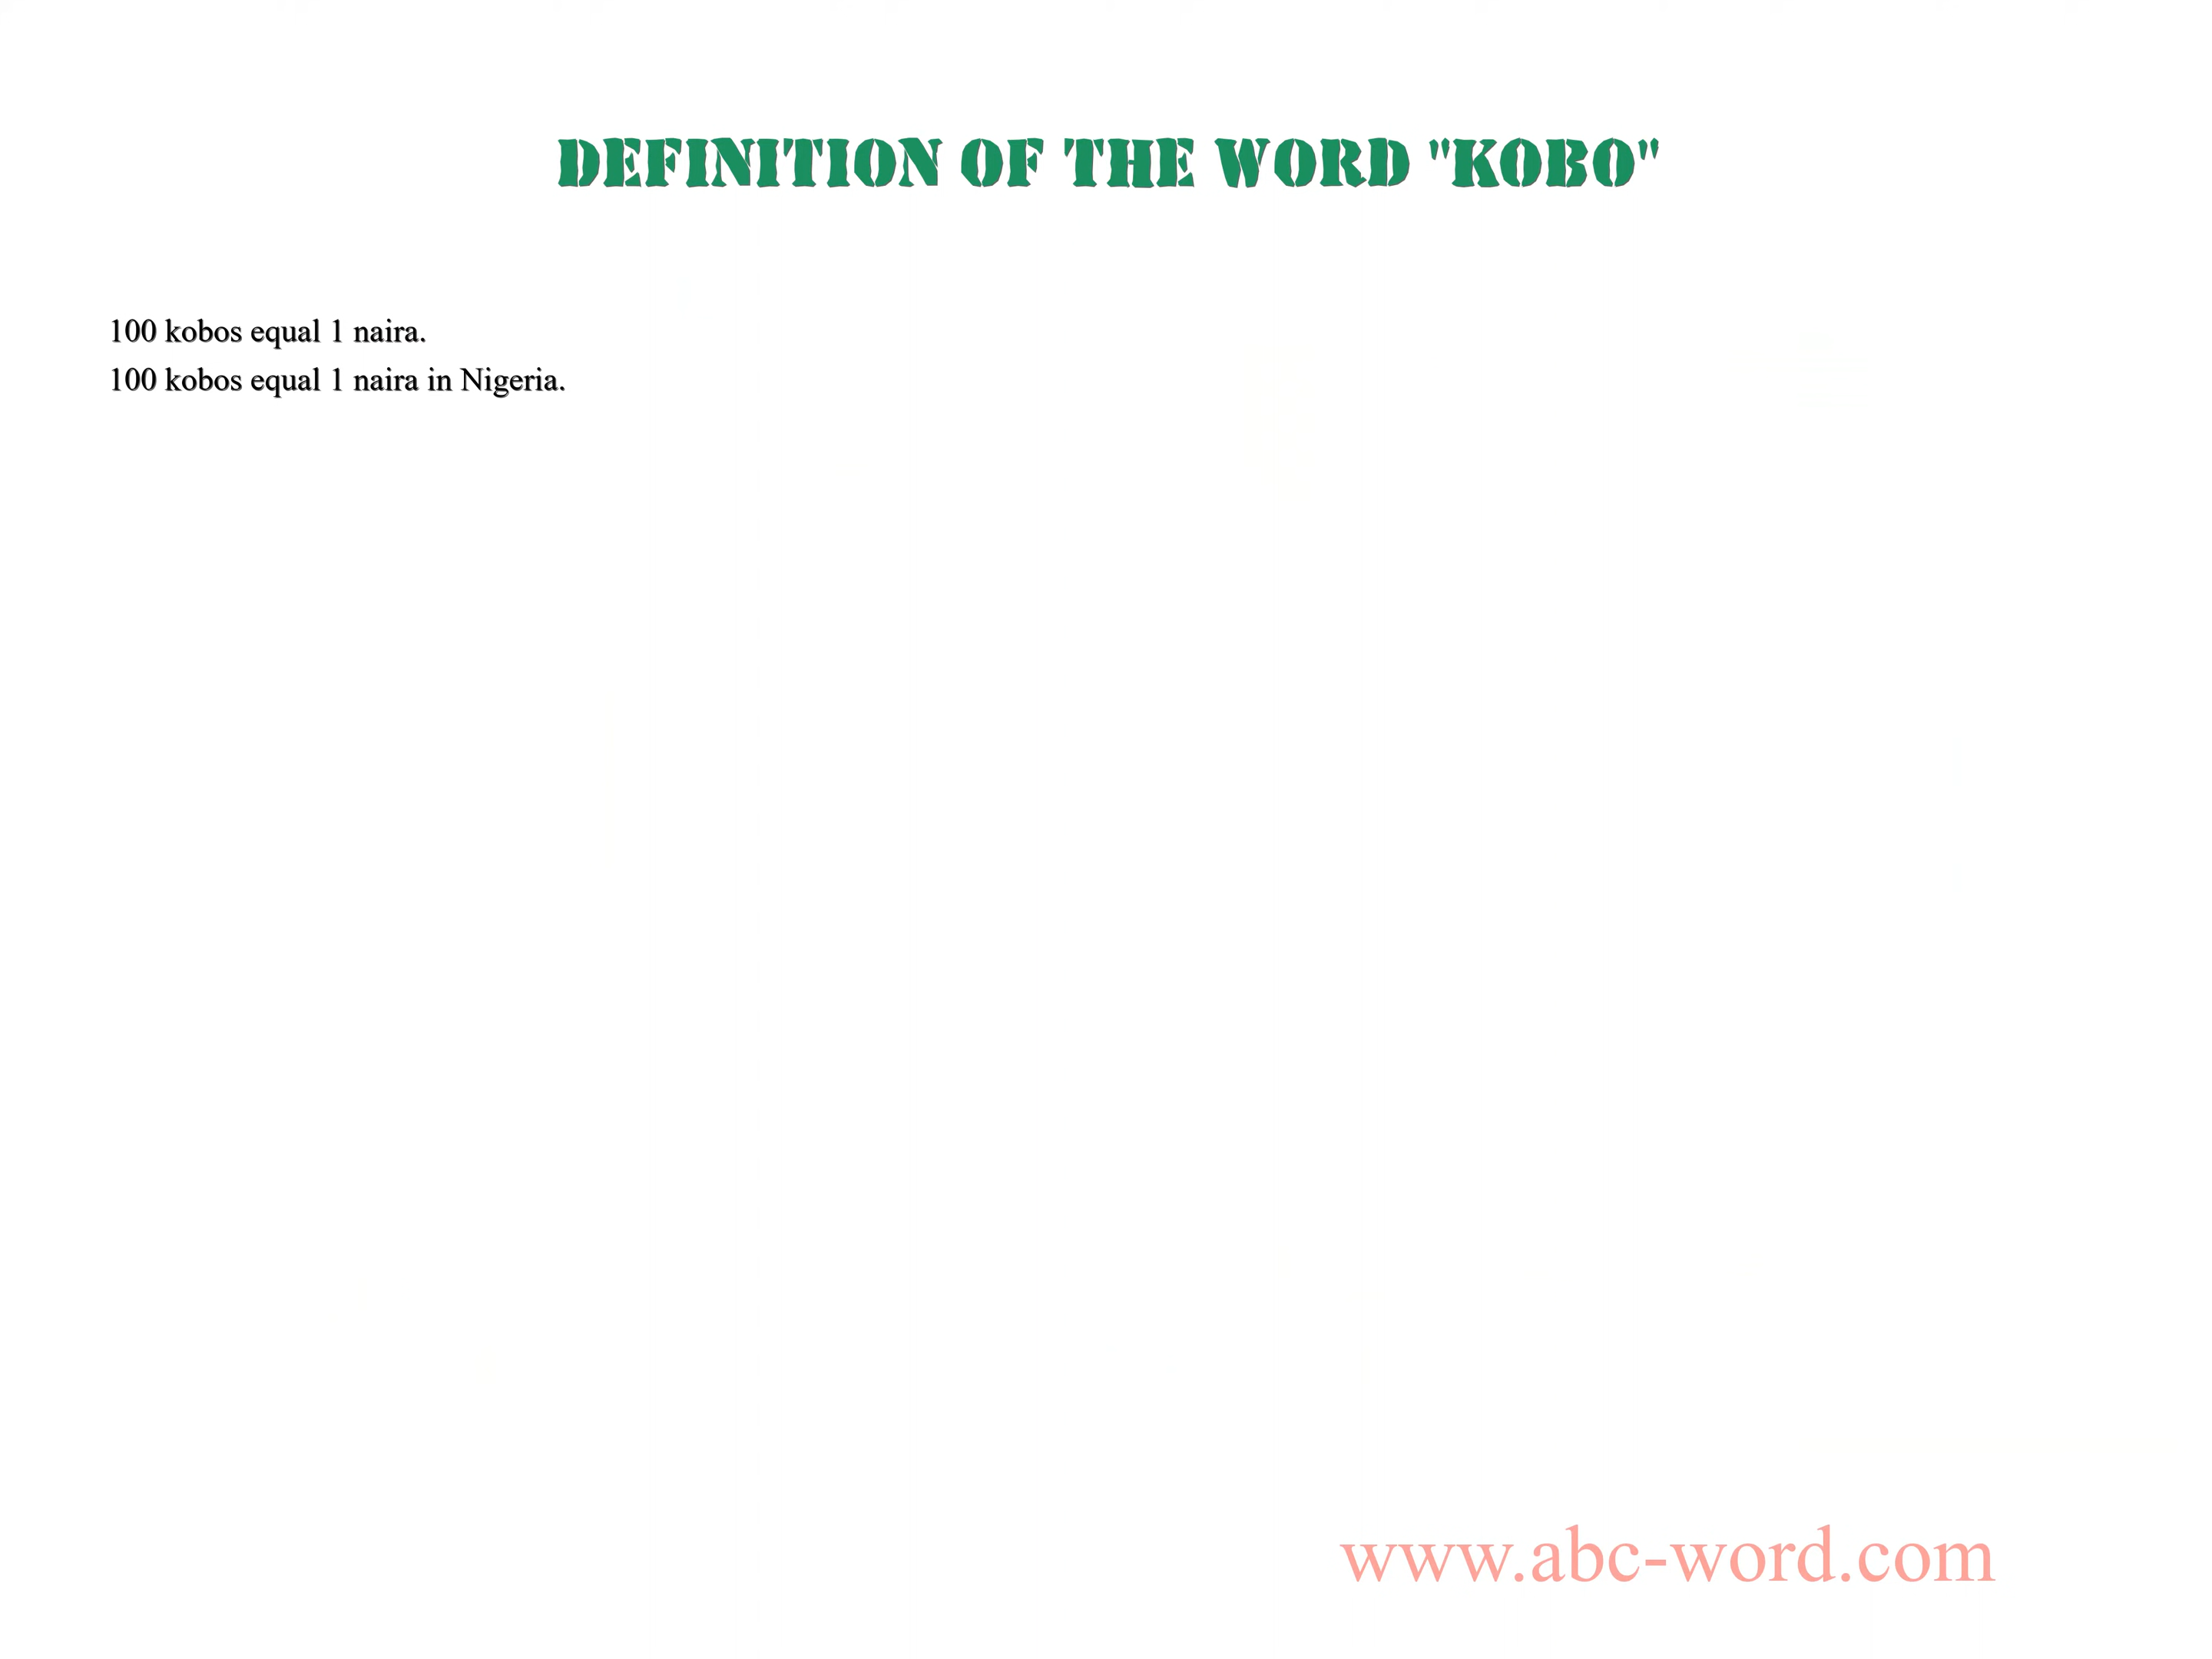 DEFINITION OF THE WORD "KOBO"
100 kobos equal 1 naira.
100 kobos equal 1 naira in Nigeria.
www.abc-word.com